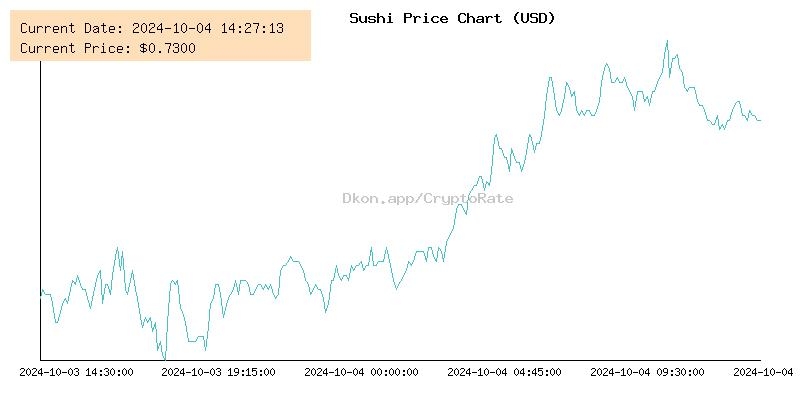 Sushi Price Chart (USD)
Current Date: 2024-10-04 14:27:13
Current Price: $0.7300
Dkon.app/CryptoRate
2024-10-03 14:30:00 2024-10-03 19:15:00 2024-10-04 00:00:00 2024-10-04 04:45:00 2024-10-04 09:30:00 2024-10-04